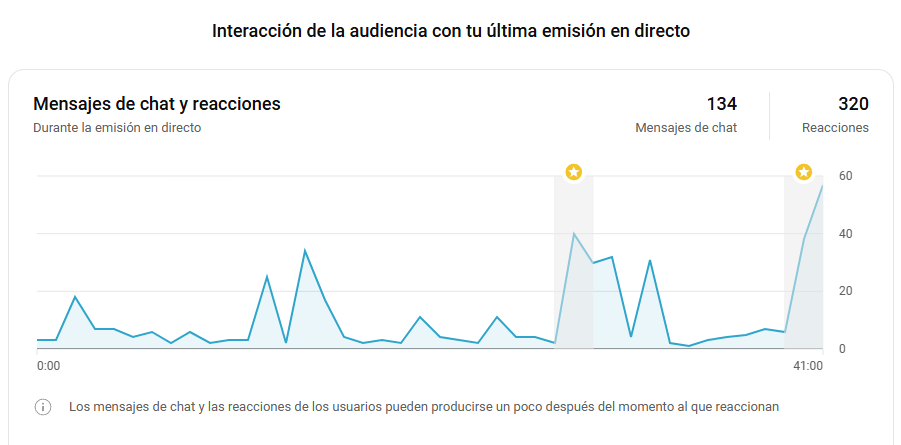 Interacción de la audiencia con tu última emisión en directo
Mensajes de chat y reacciones
Durante la emisión en directo
134
Mensajes de chat
320
Reacciones
60
40
20
0
0:00
41:00
Los mensajes de chat y las reacciones de los usuarios pueden producirse un poco después del momento al que reaccionan